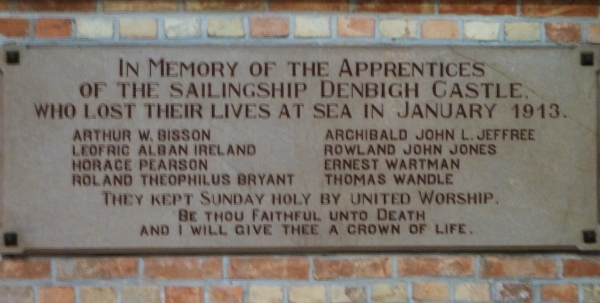 IN MEMORY OF THE APPRENTICES
OF THE SAILINGSHIP DENBIGH CASTLE,
WHO LOST THEIR LIVES AT SEA IN JANUARY 1913.
ARTHUR W. BISSON
LEOFRIC ALBAN IRELAND
HORACE PEARSON
ROLAND THEOPHILUS BRYANT
ARCHIBALD JOHN L. JEFFREE
ROWLAND JOHN JONES
ERNEST WARTMAN
THOMAS WANDLE
THEY KEPT SUNDAY HOLY BY UNITED WORSHIP.
BE THOU FAITHFUL UNTO DEATH
AND I WILL GIVE THEE A CROWN OF LIFE.